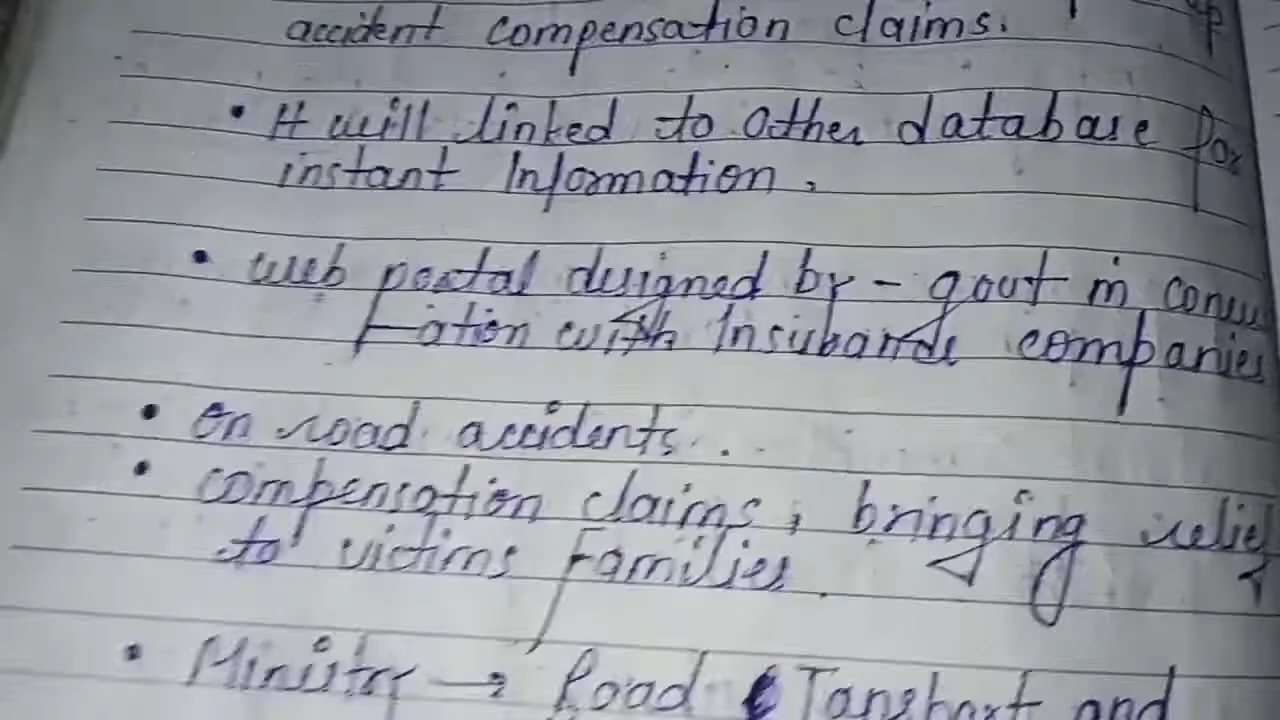 accident compensation claims.
• It will linked to other database for
instant Information.
• web portal designed by - govt in consu
tation with Insurance companies
• On road accidents..
• compensation claims, bringing relief
to victims families.
• Ministry → Road Transport and